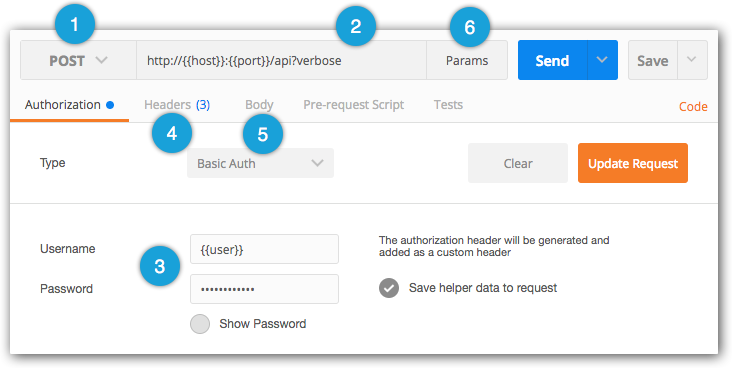 1
2
6
POST
http://{{host}}:{{port}}/api?verbose
Params
Send
Save
Authorization
Headers (3)
Body
Pre-request Script
Tests
Code
4
5
Type
Basic Auth
Clear
Update Request
3
Username
{{user}}
The authorization header will be generated and
added as a custom header
Password
••••••••••••
Save helper data to request
Show Password